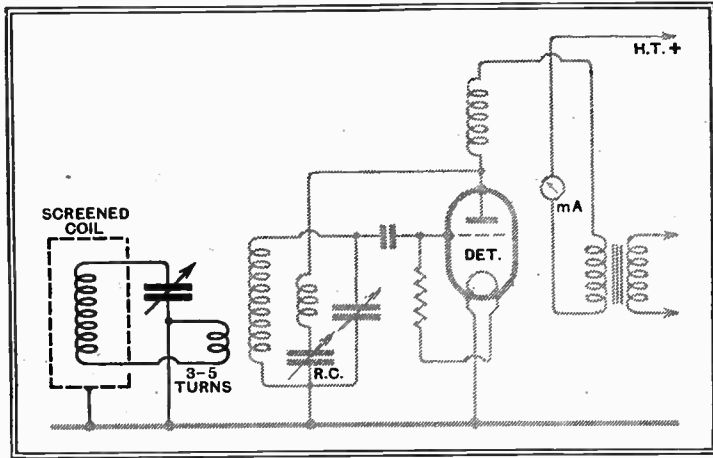 H.T. +
mA
SCREENED
COIL
DET.
R.C.
3-5
TURNS